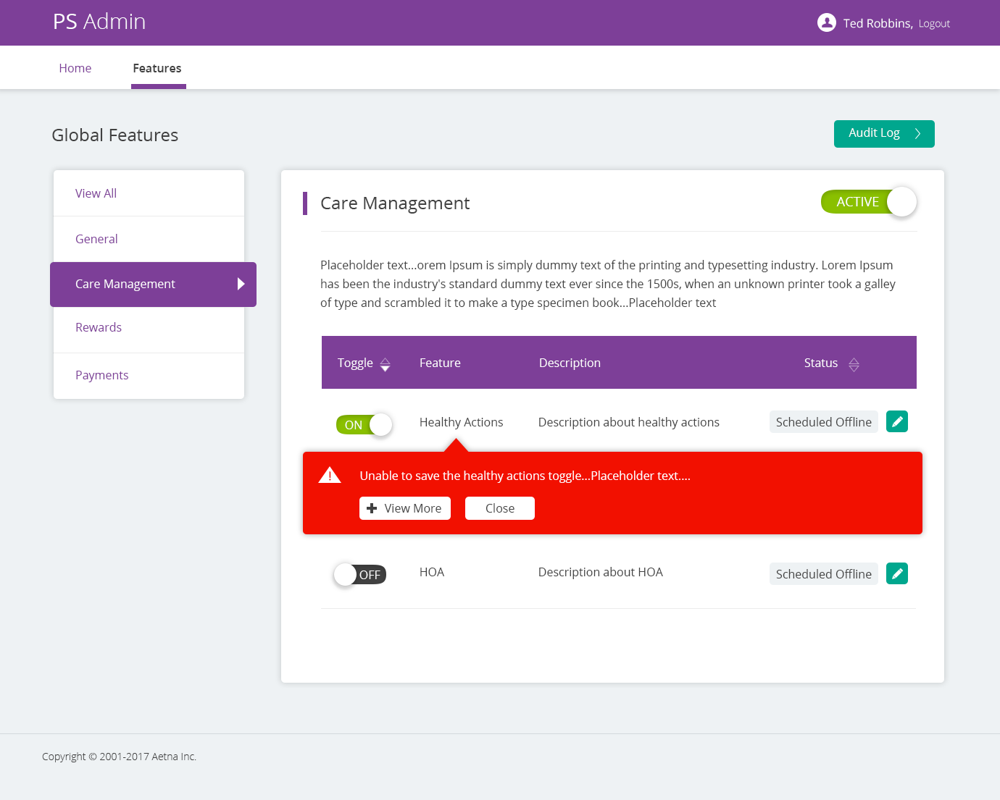 PS Admin
Ted Robbins, Logout
Home
Features
Global Features
Audit Log
View All
General
Care Management
Rewards
Payments
Care Management
ACTIVE
Placeholder text...orem Ipsum is simply dummy text of the printing and typesetting industry. Lorem Ipsum
has been the industry's standard dummy text ever since the 1500s, when an unknown printer took a galley
of type and scrambled it to make a type specimen book...Placeholder text
Toggle Feature Description Status
ON Healthy Actions Description about healthy actions Scheduled Offline
Unable to save the healthy actions toggle...Placeholder text....
View More Close
OFF HOA Description about HOA Scheduled Offline
Copyright © 2001-2017 Aetna Inc.